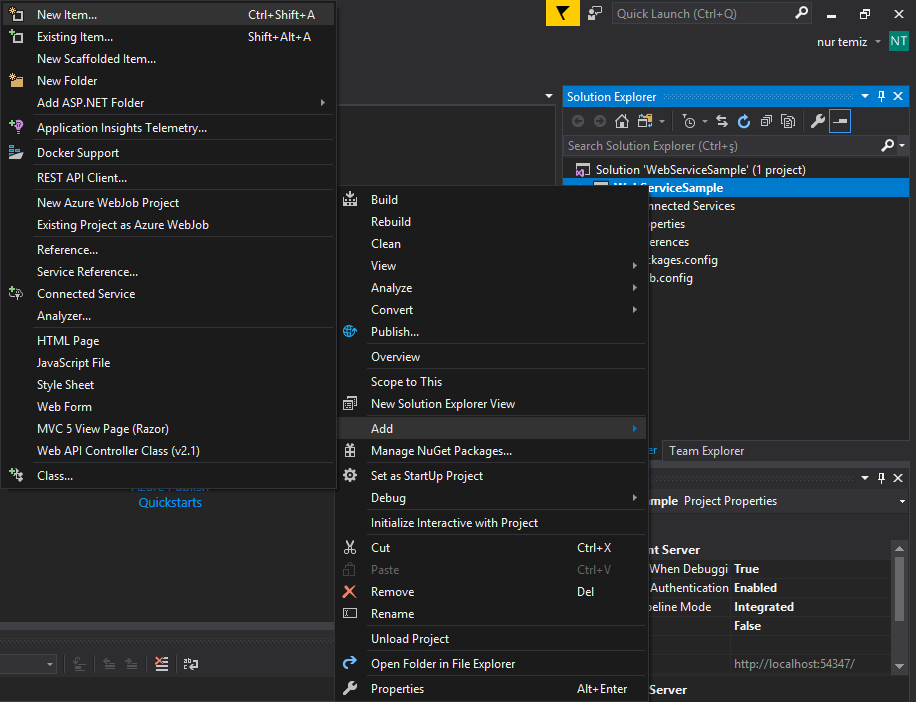 New Item... Ctrl+Shift+A
Existing Item... Shift+Alt+A
New Scaffolded Item...
New Folder
Add ASP.NET Folder
Application Insights Telemetry...
Docker Support
REST API Client...
New Azure WebJob Project
Existing Project as Azure WebJob
Reference...
Service Reference...
Connected Service
Analyzer...
HTML Page
JavaScript File
Style Sheet
Web Form
MVC 5 View Page (Razor)
Web API Controller Class (v2.1)
Class...
Azure Publish
Quickstarts
Build
Rebuild
Clean
View
Analyze
Convert
Publish...
Overview
Scope to This
New Solution Explorer View
Add
Manage NuGet Packages...
Set as StartUp Project
Debug
Initialize Interactive with Project
Cut Ctrl+X
Paste Ctrl+V
Remove Del
Rename
Unload Project
Open Folder in File Explorer
Properties Alt+Enter
Quick Launch (Ctrl+Q)
nur temiz NT
Solution Explorer
Search Solution Explorer (Ctrl+ş)
Solution 'WebServiceSample' (1 project)
WebServiceSample
nnected Services
perties
erences
ckages.config
b.config
er Team Explorer
mple Project Properties
nt Server
When Debuggi True
Authentication Enabled
eline Mode Integrated
False
http://localhost:54347/
Server